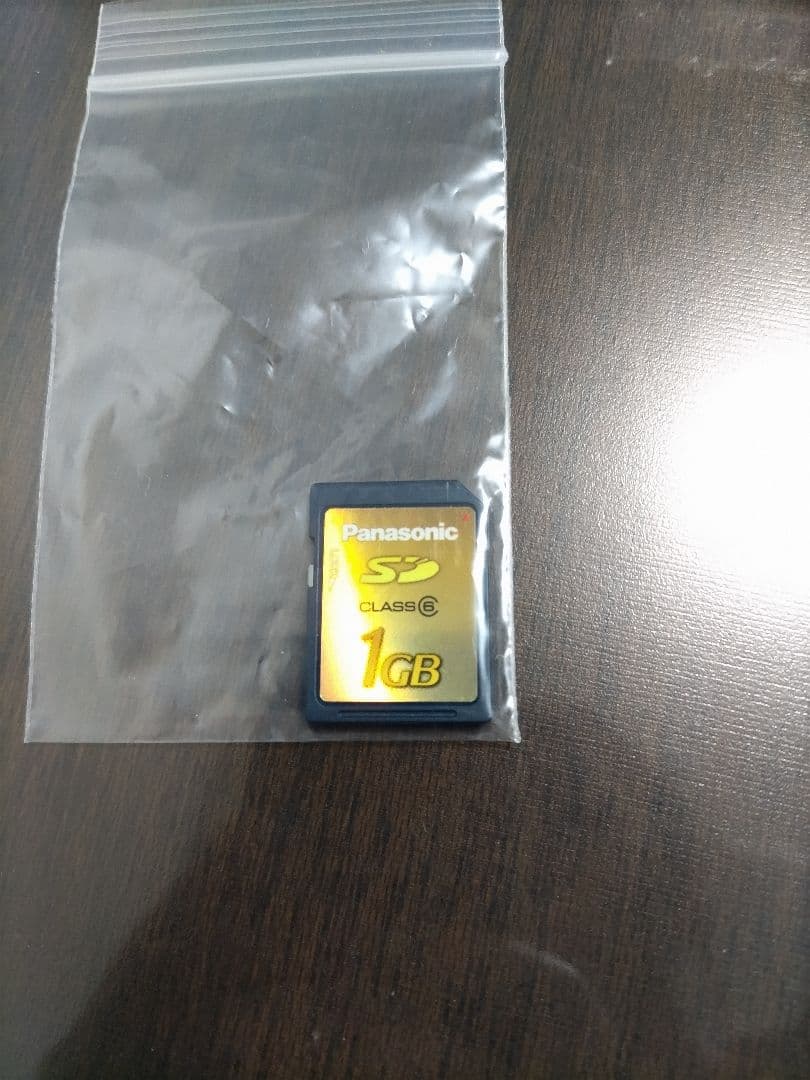 Panasonic
SD
CLASS 6
1GB